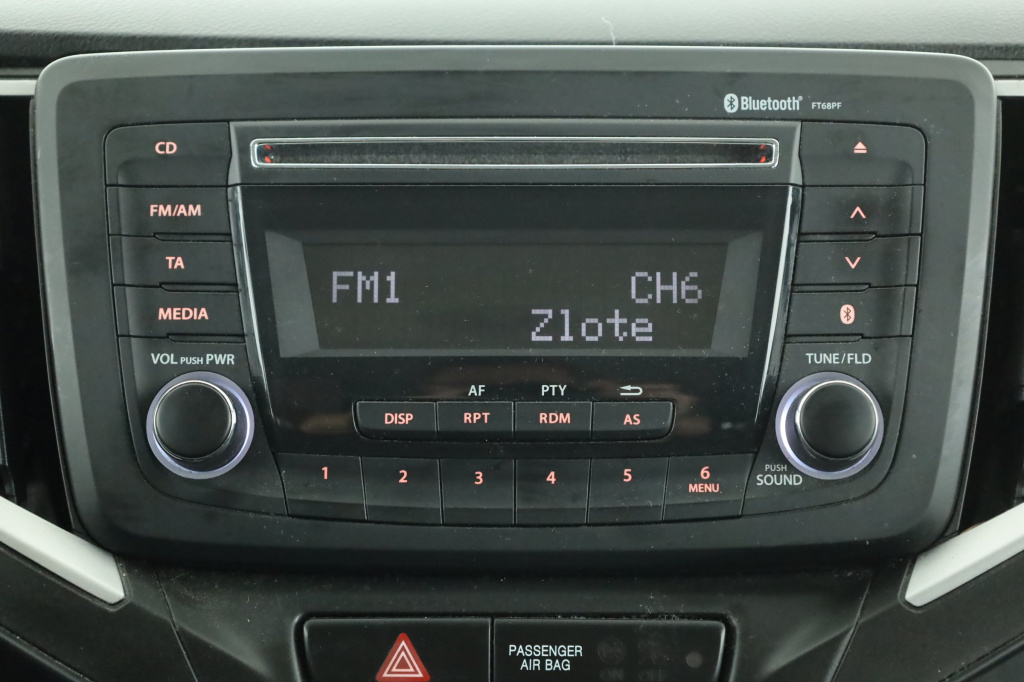 Bluetooth® FT68PF
CD
FM/AM
TA
MEDIA
FM1 CH6
Zlote
VOL PUSH PWR
TUNE/FLD
AF PTY
DISP RPT RDM AS
1 2 3 4 5 6
MENU
PUSH
SOUND
PASSENGER
AIR BAG